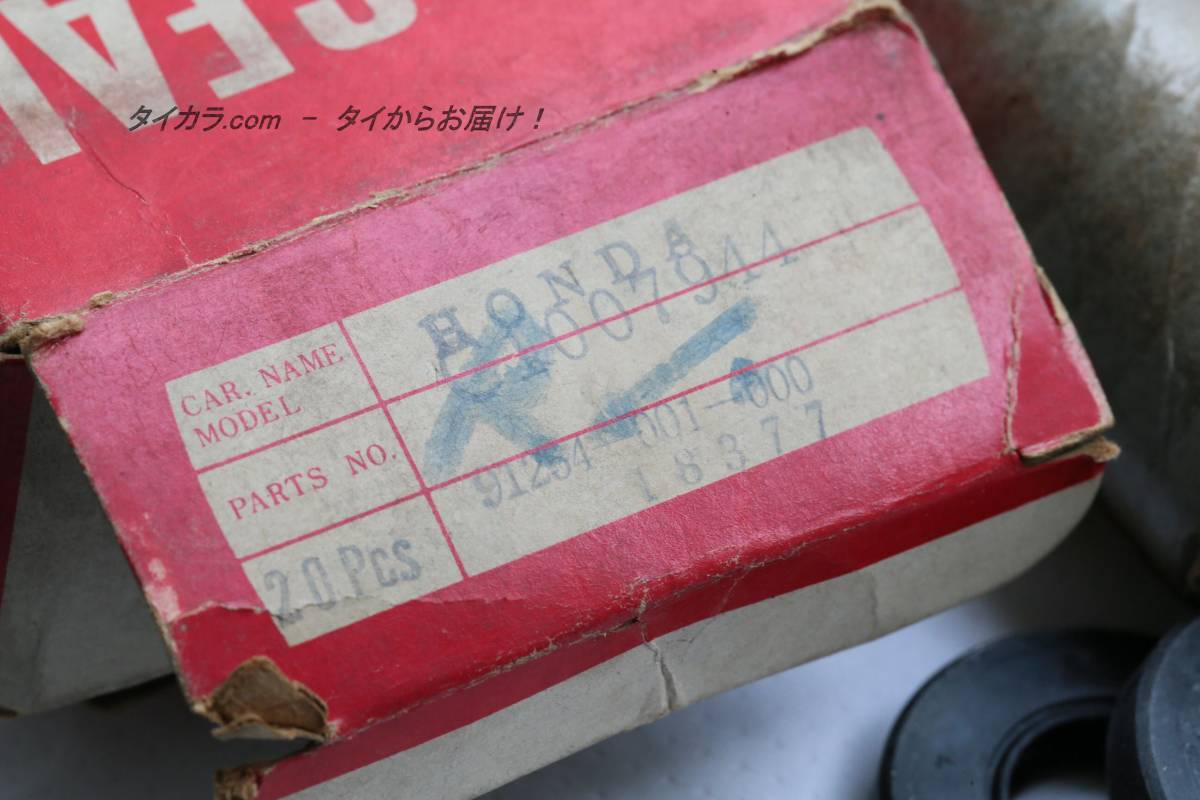 SEAL
タイカラ.com － タイからお届け！
HONDA
CAR. NAME
MODEL
PARTS NO.
91254-001-000
18377
20 Pcs